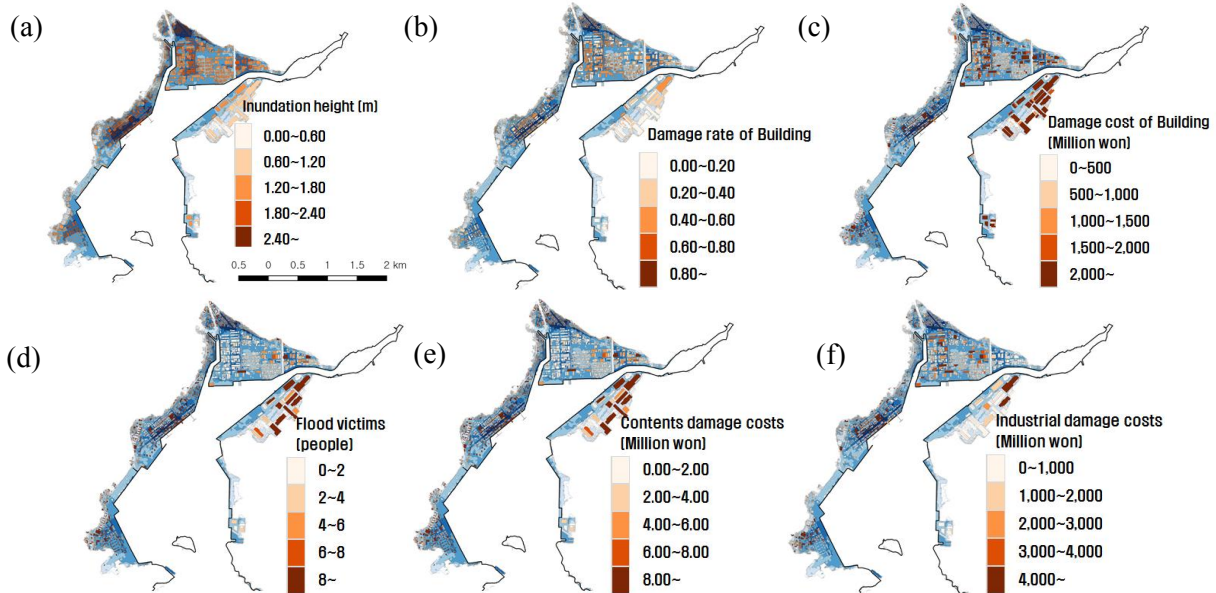 (a)
Inundation height (m)
0.00~0.60
0.60~1.20
1.20~1.80
1.80~2.40
2.40~
0.5 0 0.5 1 1.5 2 km
(b)
Damage rate of Building
0.00~0.20
0.20~0.40
0.40~0.60
0.60~0.80
0.80~
(c)
Damage cost of Building
(Million won)
0~500
500~1,000
1,000~1,500
1,500~2,000
2,000~
(d)
Flood victims
(people)
0~2
2~4
4~6
6~8
8~
(e)
Contents damage costs
(Million won)
0.00~2.00
2.00~4.00
4.00~6.00
6.00~8.00
8.00~
(f)
Industrial damage costs
(Million won)
0~1,000
1,000~2,000
2,000~3,000
3,000~4,000
4,000~